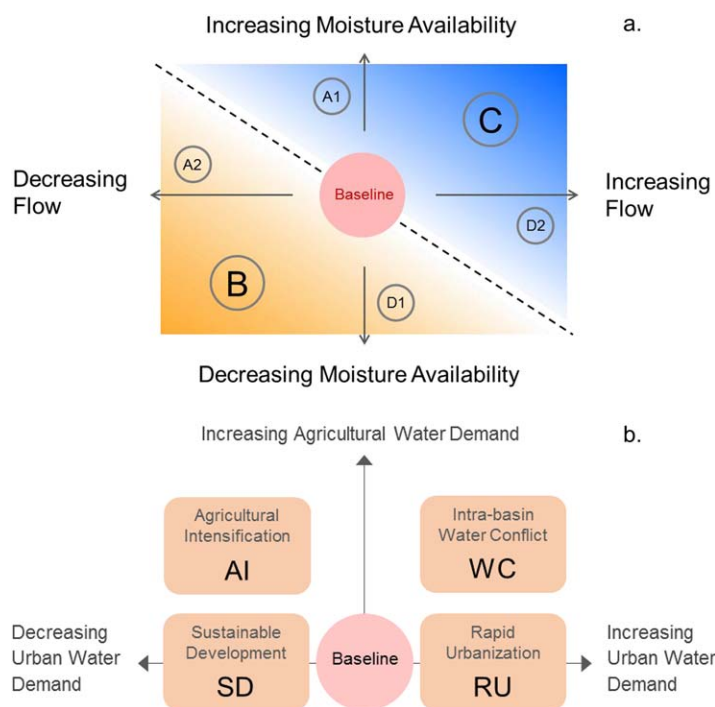 Increasing Moisture Availability
a.
A1
C
A2
Decreasing
Flow
Baseline
Increasing
Flow
D2
B
D1
Decreasing Moisture Availability
Increasing Agricultural Water Demand
b.
Agricultural
Intensification
AI
Intra-basin
Water Conflict
WC
Decreasing
Urban Water
Demand
Sustainable
Development
SD
Baseline
Rapid
Urbanization
RU
Increasing
Urban Water
Demand